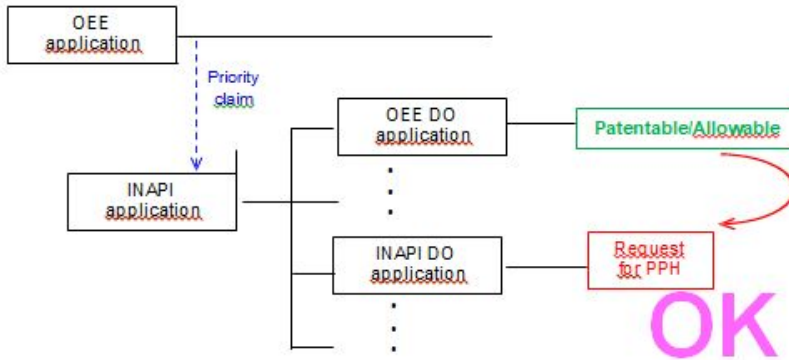 OEE
application
Priority
claim
OEE DO
application
Patentable/Allowable
INAPI
application
INAPI DO
application
Request
for PPH
OK